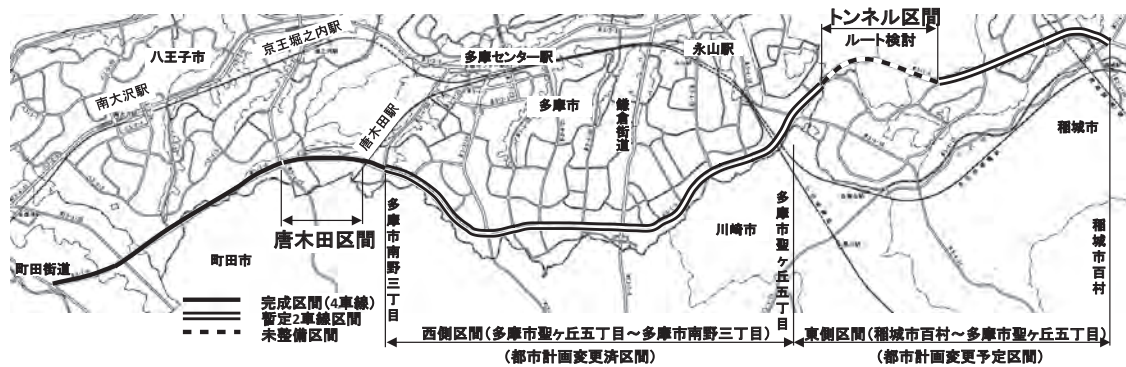 トンネル区間
ルート検討
八王子市
京王堀之内駅
多摩センター駅
永山駅
南大沢駅
多摩市
鎌倉街道
唐木田駅
稲城市
多摩市南野三丁目
川崎市
多摩市聖ヶ丘五丁目
稲城市百村
唐木田区間
町田街道
町田市
完成区間(4車線)
暫定2車線区間
未整備区間
西側区間(多摩市聖ヶ丘五丁目~多摩市南野三丁目)
(都市計画変更済区間)
東側区間(稲城市百村~多摩市聖ヶ丘五丁目)
(都市計画変更予定区間)